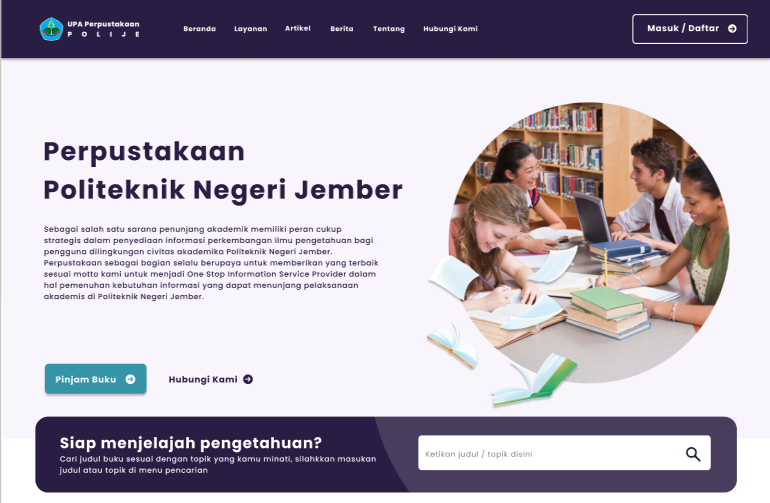 UPA Perpustakaan
POLIJE
Beranda
Layanan
Artikel
Berita
Tentang
Hubungi Kami
Masuk / Daftar
Perpustakaan
Politeknik Negeri Jember
Sebagai salah satu sarana penunjang akademik memiliki peran cukup
strategis dalam penyediaan informasi perkembangan ilmu pengetahuan bagi
pengguna dilingkungan civitas akademika Politeknik Negeri Jember.
Perpustakaan sebagai bagian selalu berupaya untuk memberikan yang terbaik
sesuai motto kami untuk menjadi One Stop Information Service Provider dalam
hal pemenuhan kebutuhan informasi yang dapat menunjang pelaksanaan
akademis di Politeknik Negeri Jember.
Pinjam Buku
Hubungi Kami
Siap menjelajah pengetahuan?
Cari judul buku sesuai dengan topik yang kamu minati, silahkkan masukan
judul atau topik di menu pencarian
Ketikan judul / topik disini